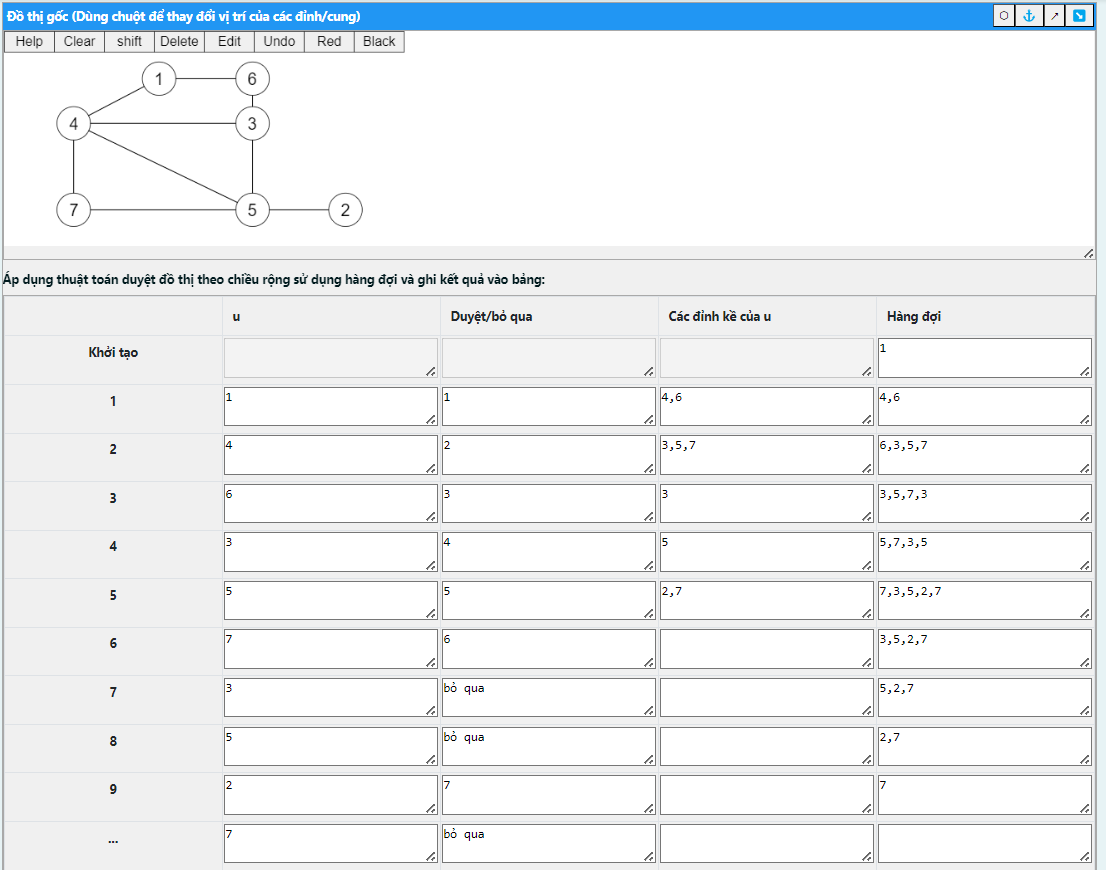 Đồ thị gốc (Dùng chuột để thay đổi vị trí của các đỉnh/cung)
Help Clear shift Delete Edit Undo Red Black
1 6
4 3
7 5 2
Áp dụng thuật toán duyệt đồ thị theo chiều rộng sử dụng hàng đợi và ghi kết quả vào bảng:
u Duyệt/bỏ qua Các đỉnh kề của u Hàng đợi
Khởi tạo 1
1 1 1 4,6 4,6
2 4 2 3,5,7 6,3,5,7
3 6 3 3 3,5,7,3
4 3 4 5 5,7,3,5
5 5 5 2,7 7,3,5,2,7
6 7 6 3,5,2,7
7 3 bỏ qua 5,2,7
8 5 bỏ qua 2,7
9 2 7 7
... 7 bỏ qua